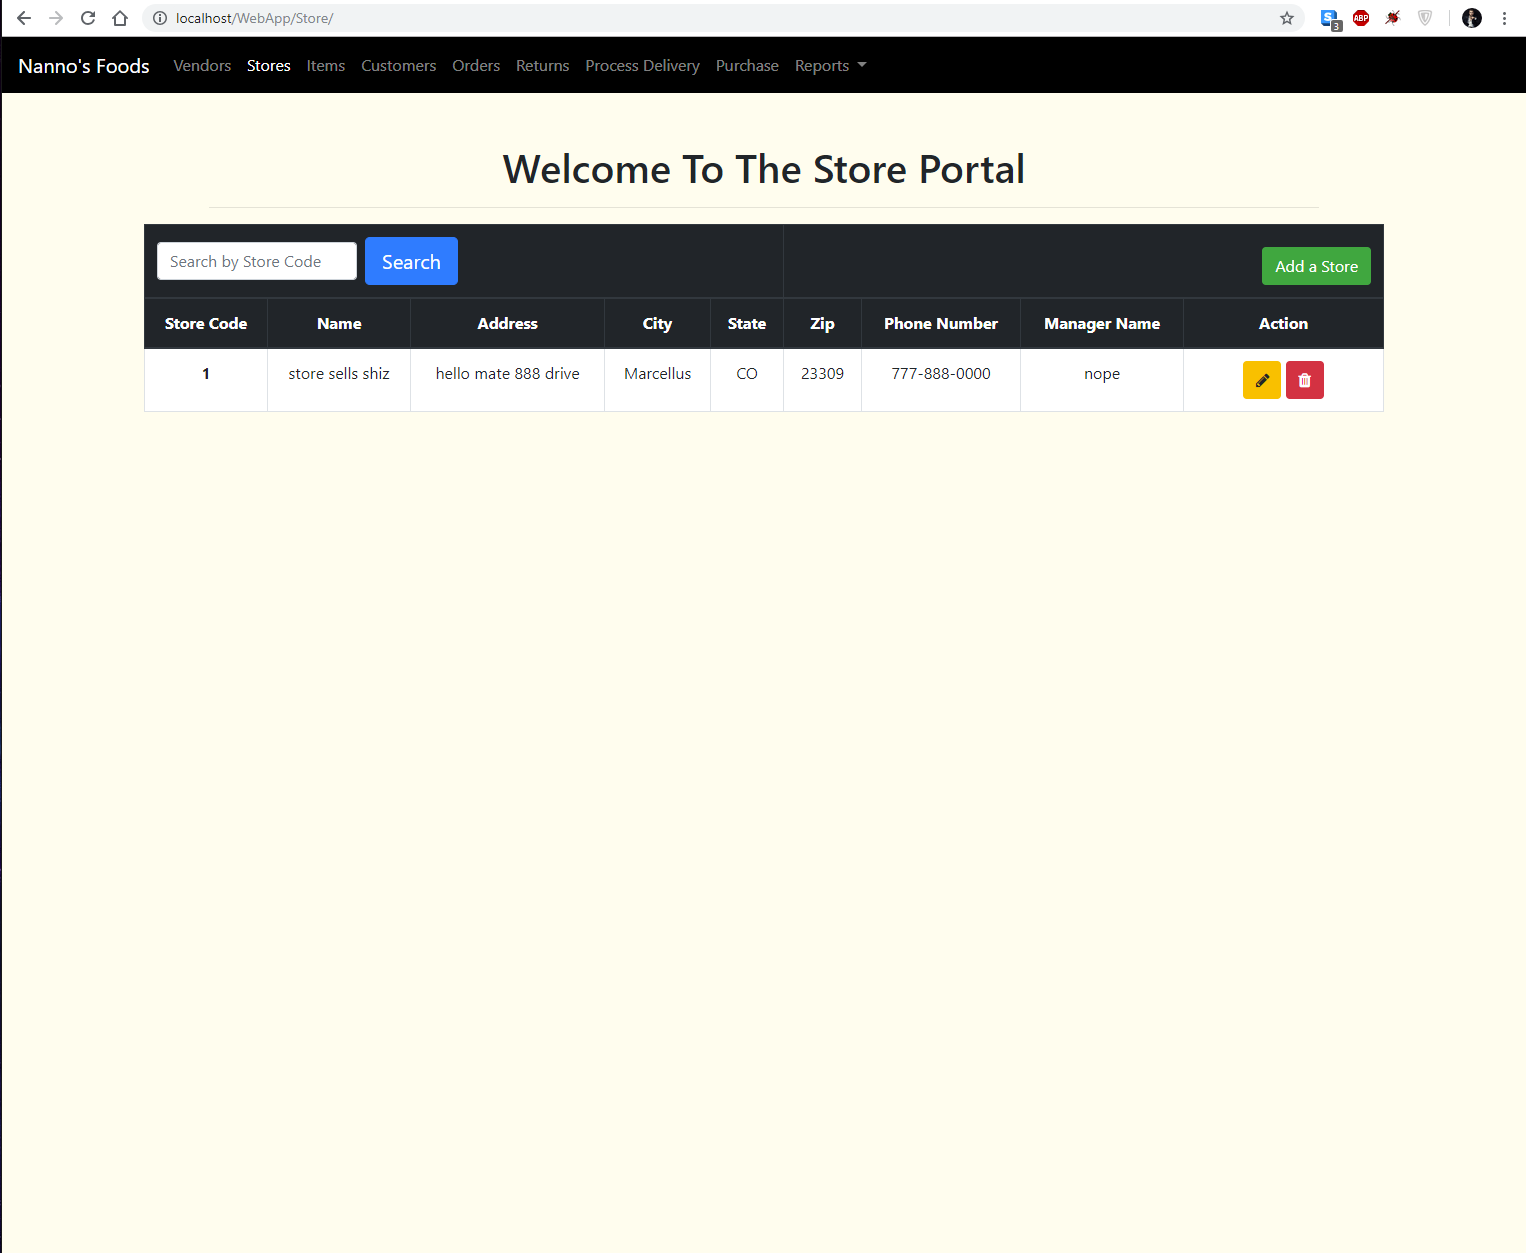 localhost/WebApp/Store/
3
ABP
Nanno's Foods Vendors Stores Items Customers Orders Returns Process Delivery Purchase Reports
Welcome To The Store Portal
Search by Store Code Search Add a Store
Store Code Name Address City State Zip Phone Number Manager Name Action
1 store sells shiz hello mate 888 drive Marcellus CO 23309 777-888-0000 nope